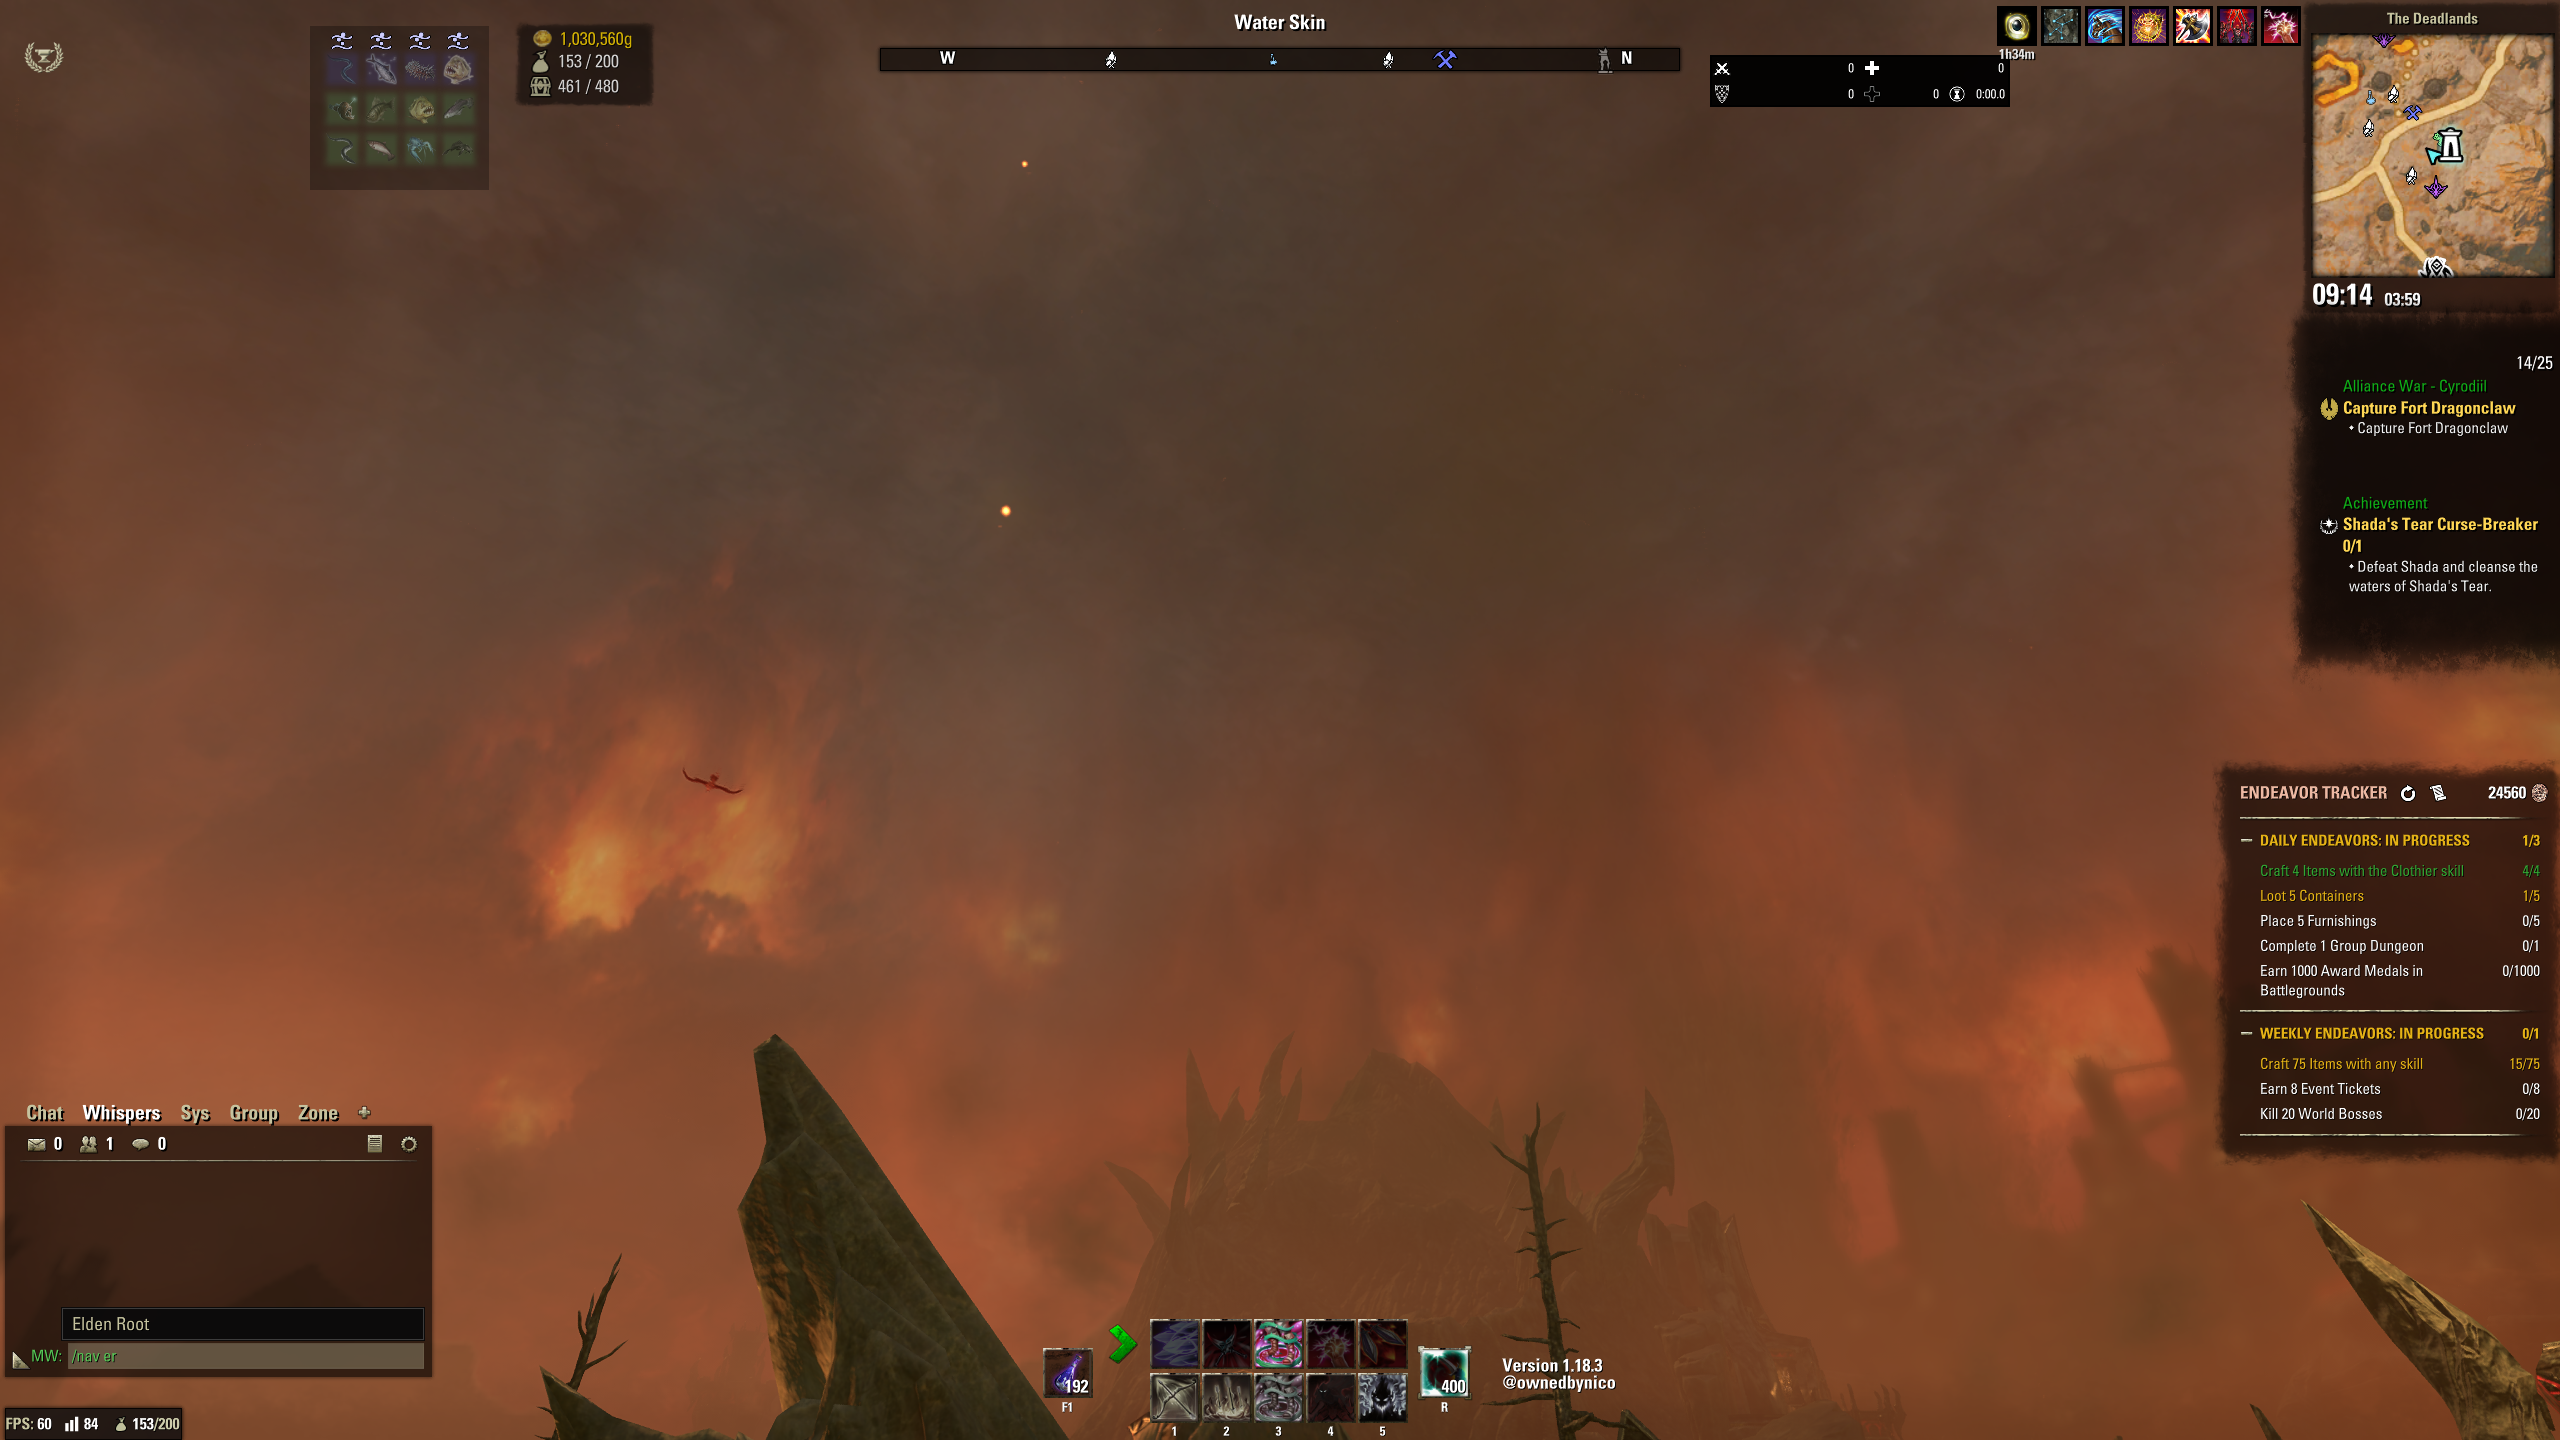 Water Skin
W
N
1,030,560g
153 / 200
461 / 480
1h34m
0
0
0
0
0:00.0
The Deadlands
09:14 03:59
14/25
Alliance War - Cyrodiil
Capture Fort Dragonclaw
• Capture Fort Dragonclaw
Achievement
Shada's Tear Curse-Breaker
0/1
• Defeat Shada and cleanse the
waters of Shada's Tear.
ENDEAVOR TRACKER 24560
DAILY ENDEAVORS: IN PROGRESS 1/3
Craft 4 Items with the Clothier skill 4/4
Loot 5 Containers 1/5
Place 5 Furnishings 0/5
Complete 1 Group Dungeon 0/1
Earn 1000 Award Medals in 0/1000
Battlegrounds
WEEKLY ENDEAVORS: IN PROGRESS 0/1
Craft 75 Items with any skill 15/75
Earn 8 Event Tickets 0/8
Kill 20 World Bosses 0/20
Chat Whispers Sys Group Zone
0 1 0
Elden Root
MW: /nav er
FPS: 60 84 153/200
192
F1
1 2 3 4 5
400
R
Version 1.18.3
@ownedbynico